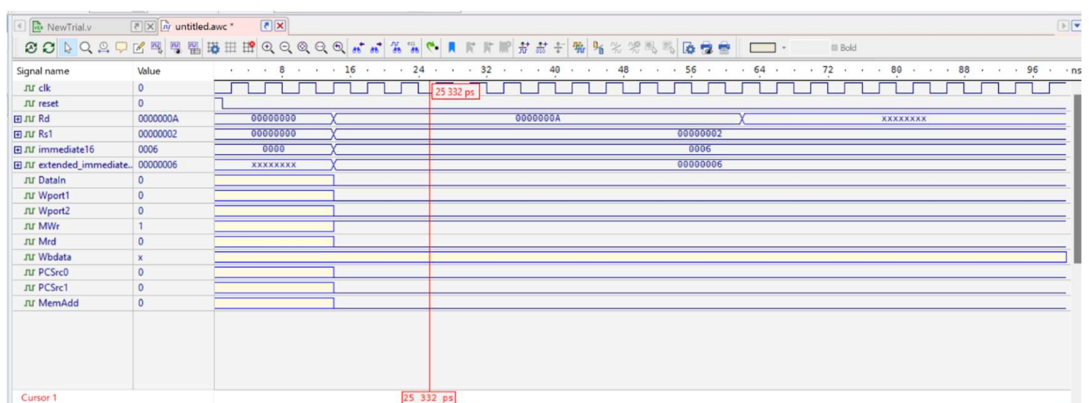 NewTrial.v untitled.awc *
Bold
Signal name Value 8 16 24 32 40 48 56 64 72 80 88 96 ns
clk 0 25 332 ps
reset 0
Rd 0000000A 00000000 0000000A xxxxxxxx
Rs1 00000002 00000000 00000002
immediate16 0006 0000 0006
extended_immediate.. 00000006 xxxxxxxx 00000006
DataIn 0
Wport1 0
Wport2 0
MWr 1
Mrd 0
Wbdata x
PCSrc0 0
PCSrc1 0
MemAdd 0
Cursor 1 25 332 ps